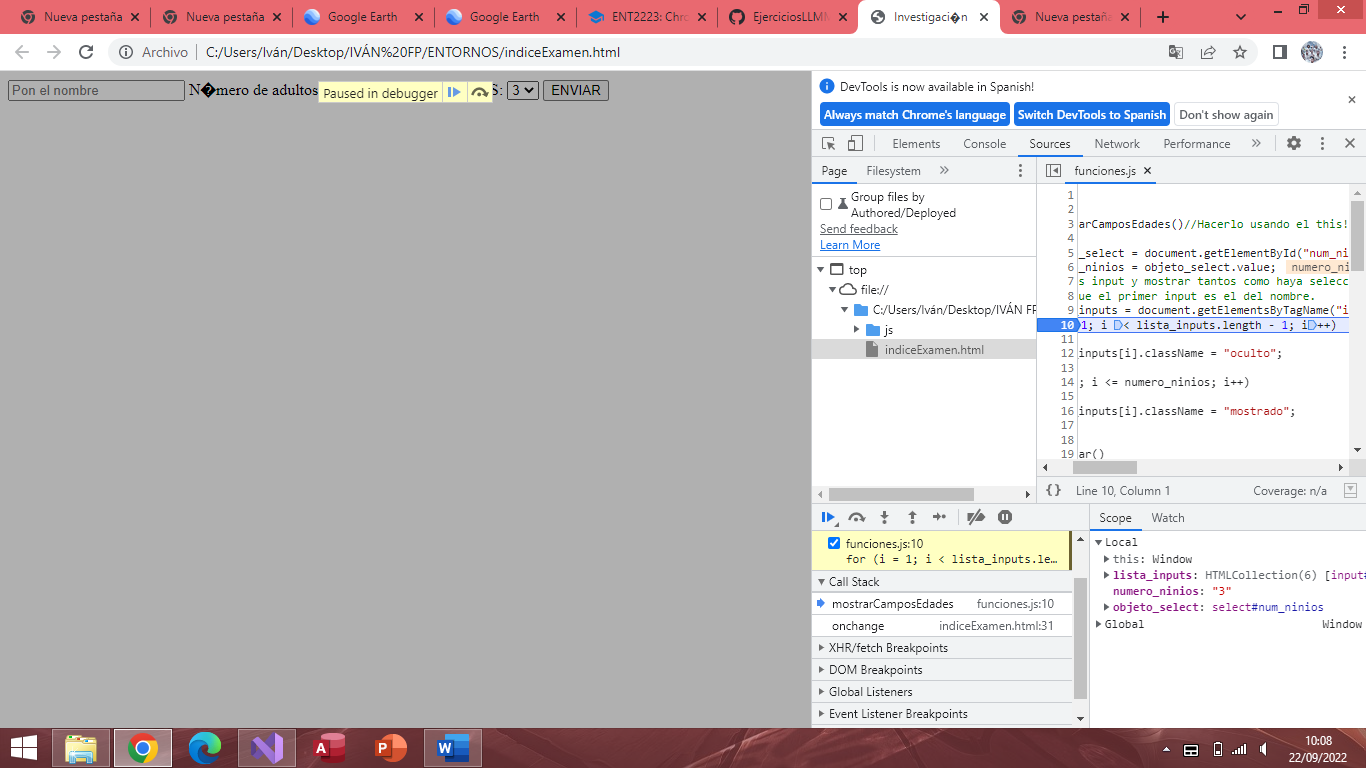 Nueva pestaña
Nueva pestaña
Google Earth
Google Earth
ENT2223: Chr
EjerciciosLLM
Investigaci�n
Nueva pestaña
Archivo
C:/Users/Iván/Desktop/IVÁN%20FP/ENTORNOS/indiceExamen.html
Pon el nombre
N�mero de adultos
Paused in debugger
S:
3
ENVIAR
DevTools is now available in Spanish!
Always match Chrome's language
Switch DevTools to Spanish
Don't show again
Elements
Console
Sources
Network
Performance
Page
Filesystem
Group files by
Authored/Deployed
Send feedback
Learn More
top
file://
C:/Users/Iván/Desktop/IVÁN FP
js
indiceExamen.html
funciones.js
1
2
3 arCamposEdades()//Hacerlo usando el this!
4
5 _select = document.getElementById("num_ni
6 _ninios = objeto_select.value; numero_ni
7 s input y mostrar tantos como haya selecc
8 ue el primer input es el del nombre.
9 inputs = document.getElementsByTagName("i
10 1; i < lista_inputs.length - 1; i++)
11
12 inputs[i].className = "oculto";
13
14 ; i <= numero_ninios; i++)
15
16 inputs[i].className = "mostrado";
17
18
19 ar()
{}
Line 10, Column 1
Coverage: n/a
funciones.js:10
for (i = 1; i < lista_inputs.le…
Call Stack
mostrarCamposEdades funciones.js:10
onchange indiceExamen.html:31
XHR/fetch Breakpoints
DOM Breakpoints
Global Listeners
Event Listener Breakpoints
Scope
Watch
Local
this: Window
lista_inputs: HTMLCollection(6) [input#
numero_ninios: "3"
objeto_select: select#num_ninios
Global Window
10:08
22/09/2022